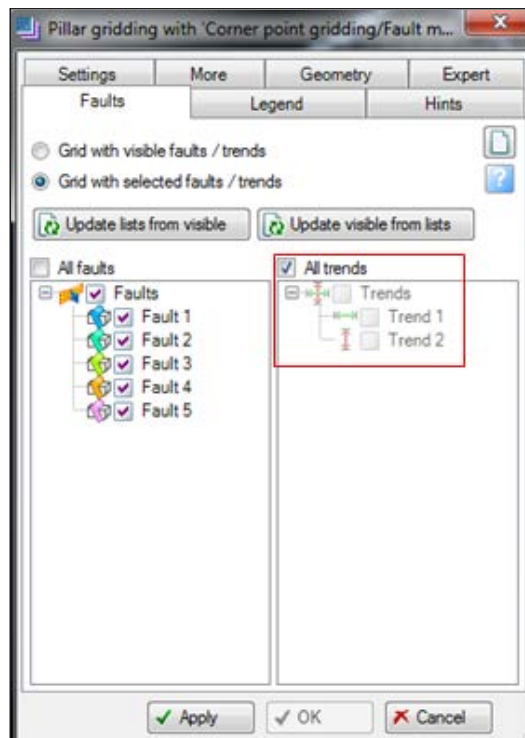 Pillar gridding with 'Corner point gridding/Fault m...
Settings More Geometry Expert
Faults Legend Hints
Grid with visible faults / trends
Grid with selected faults / trends
Update lists from visible Update visible from lists
All faults All trends
Faults Trends
Fault 1 Trend 1
Fault 2 Trend 2
Fault 3
Fault 4
Fault 5
Apply OK Cancel